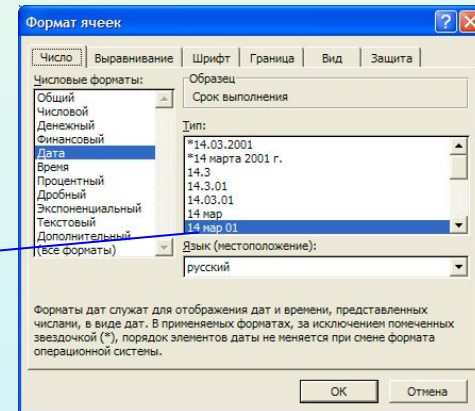 Формат ячеек
Число Выравнивание Шрифт Граница Вид Защита
Числовые форматы:
Общий
Числовой
Денежный
Финансовый
Дата
Время
Процентный
Дробный
Экспоненциальный
Текстовый
Дополнительный
(все форматы)
Образец
Срок выполнения
Тип:
*14.03.2001
*14 марта 2001 г.
14.3
14.3.01
14.03.01
14 мар
14 мар 01
Язык (местоположение):
русский
Форматы дат служат для отображения дат и времени, представленных
числами, в виде дат. В применяемых форматах, за исключением помеченных
звездочкой (*), порядок элементов даты не меняется при смене формата
операционной системы.
ОК Отмена